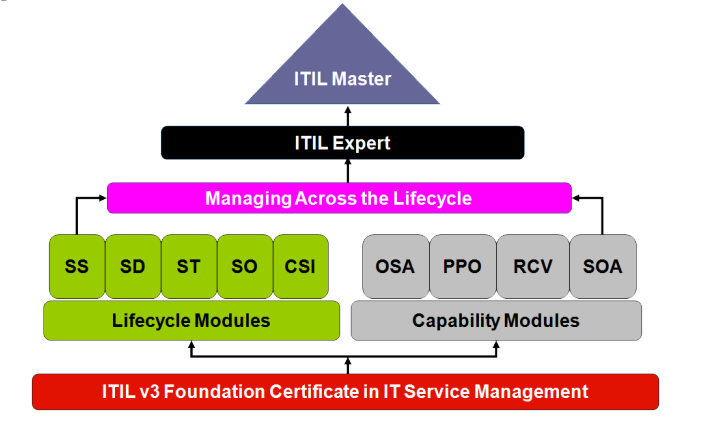 ITIL Master
ITIL Expert
Managing Across the Lifecycle
SS SD ST SO CSI OSA PPO RCV SOA
Lifecycle Modules Capability Modules
ITIL v3 Foundation Certificate in IT Service Management